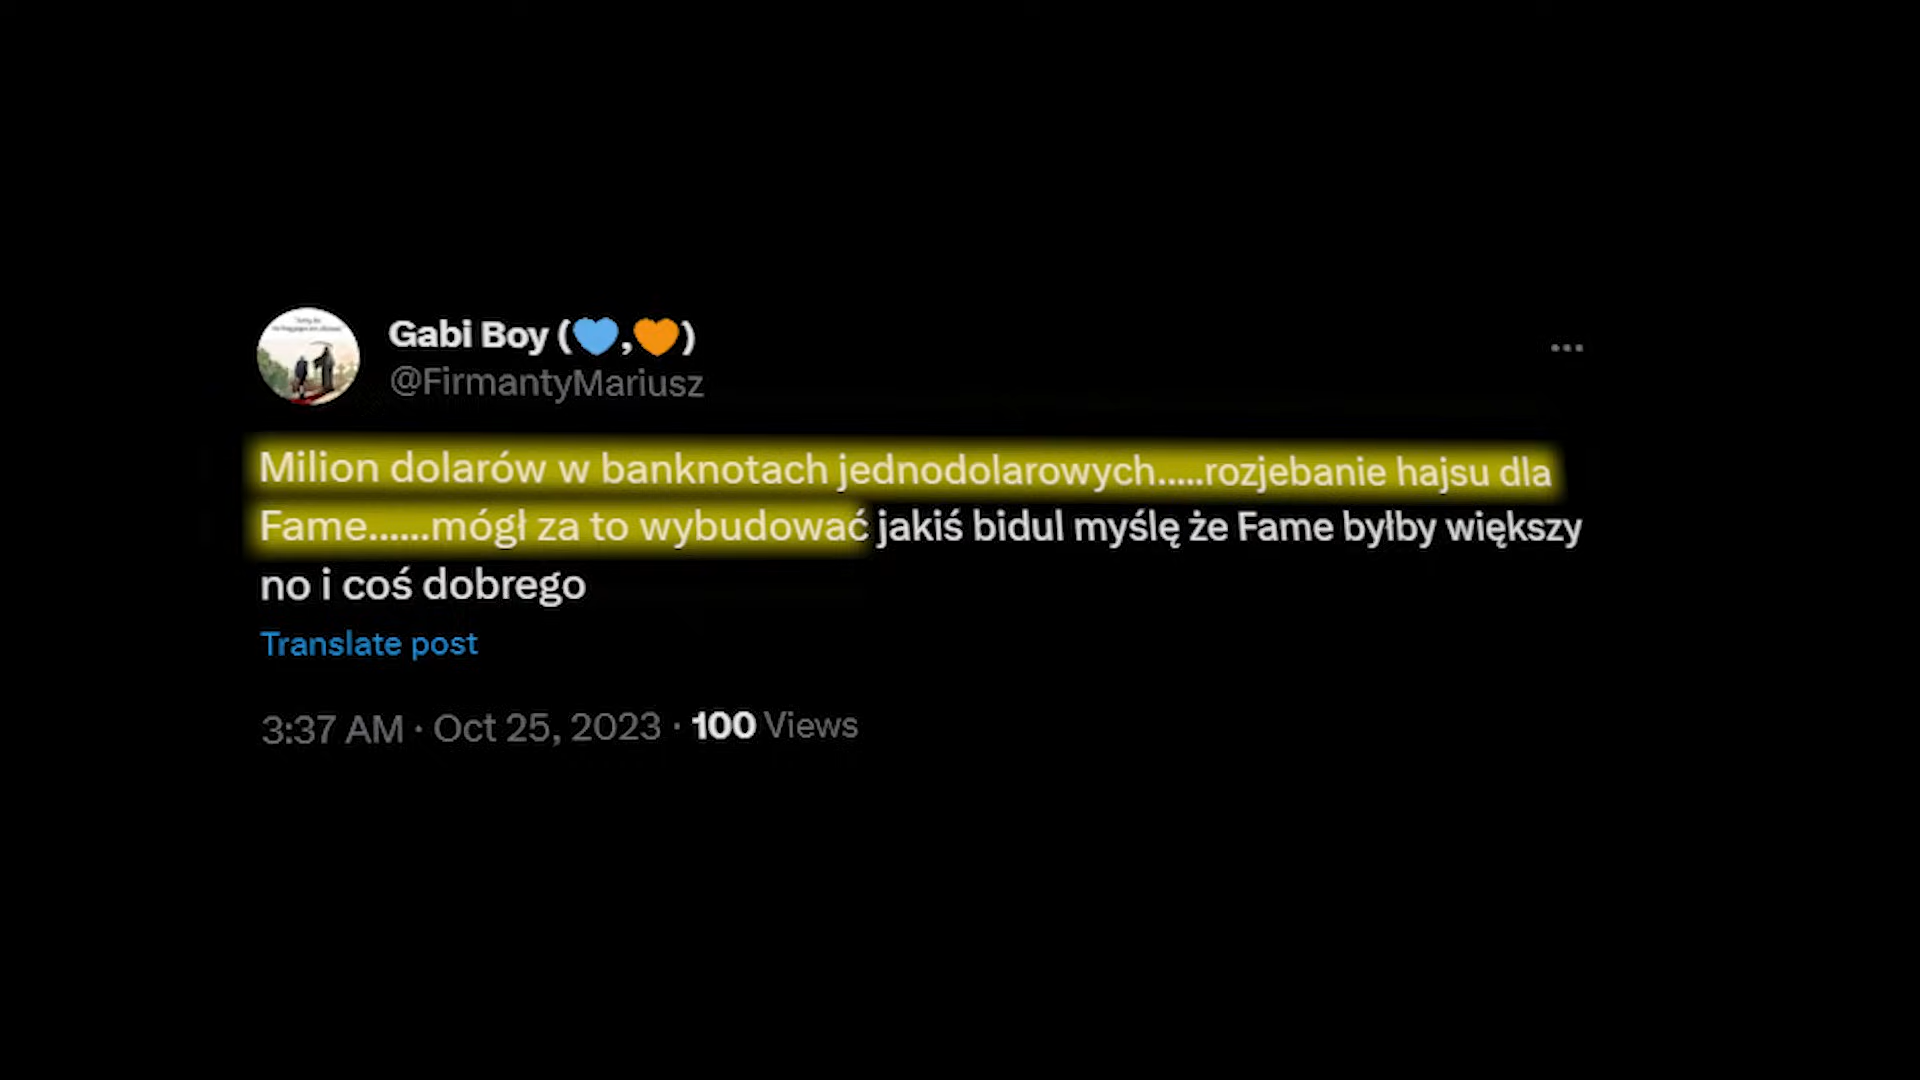 Gabi Boy (💙,🧡)
@FirmantyMariusz
Milion dolarów w banknotach jednodolarowych.....rozjebanie hajsu dla
Fame......mógł za to wybudować jakiś bidul myślę że Fame byłby większy
no i coś dobrego
Translate post
3:37 AM · Oct 25, 2023 · 100 Views